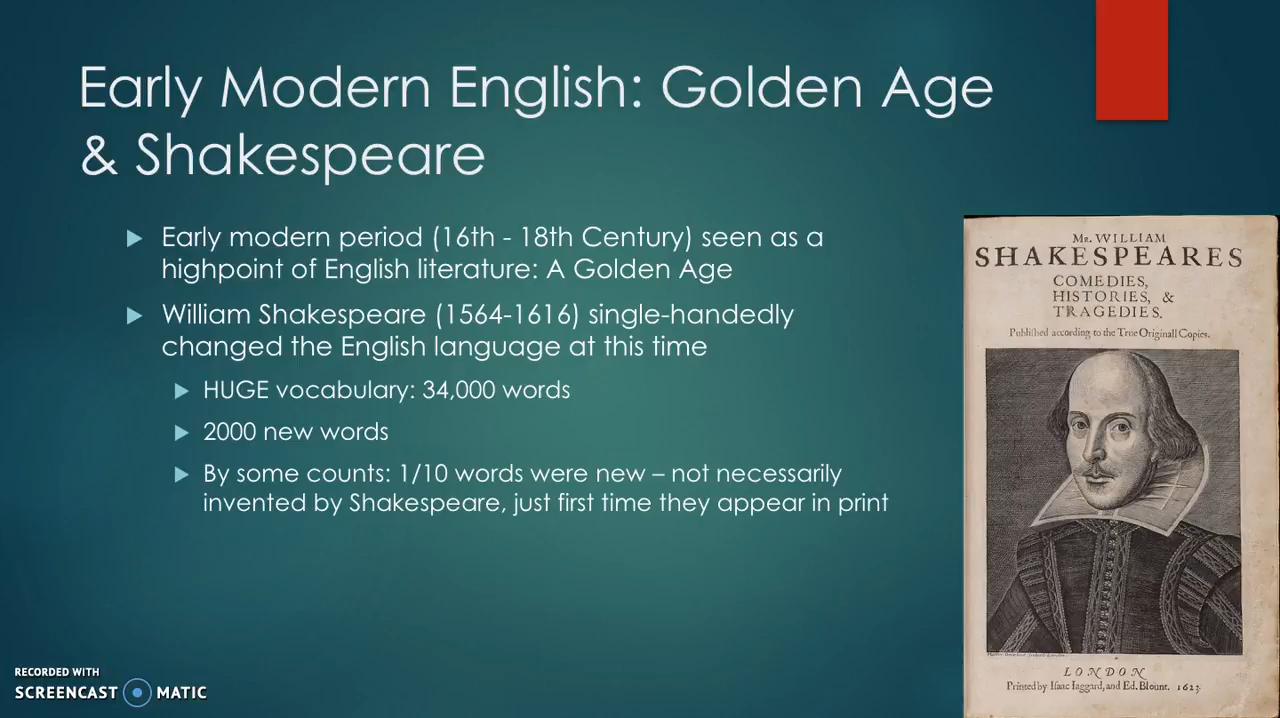 Early Modern English: Golden Age
& Shakespeare
Early modern period (16th - 18th Century) seen as a
highpoint of English literature: A Golden Age
William Shakespeare (1564-1616) single-handedly
changed the English language at this time
HUGE vocabulary: 34,000 words
2000 new words
By some counts: 1/10 words were new – not necessarily
invented by Shakespeare, just first time they appear in print
Mr. WILLIAM
SHAKESPEARES
COMEDIES,
HISTORIES, &
TRAGEDIES.
Published according to the True Originall Copies.
LONDON
Printed by Isaac Iaggard, and Ed. Blount. 1623
RECORDED WITH
SCREENCAST MATIC